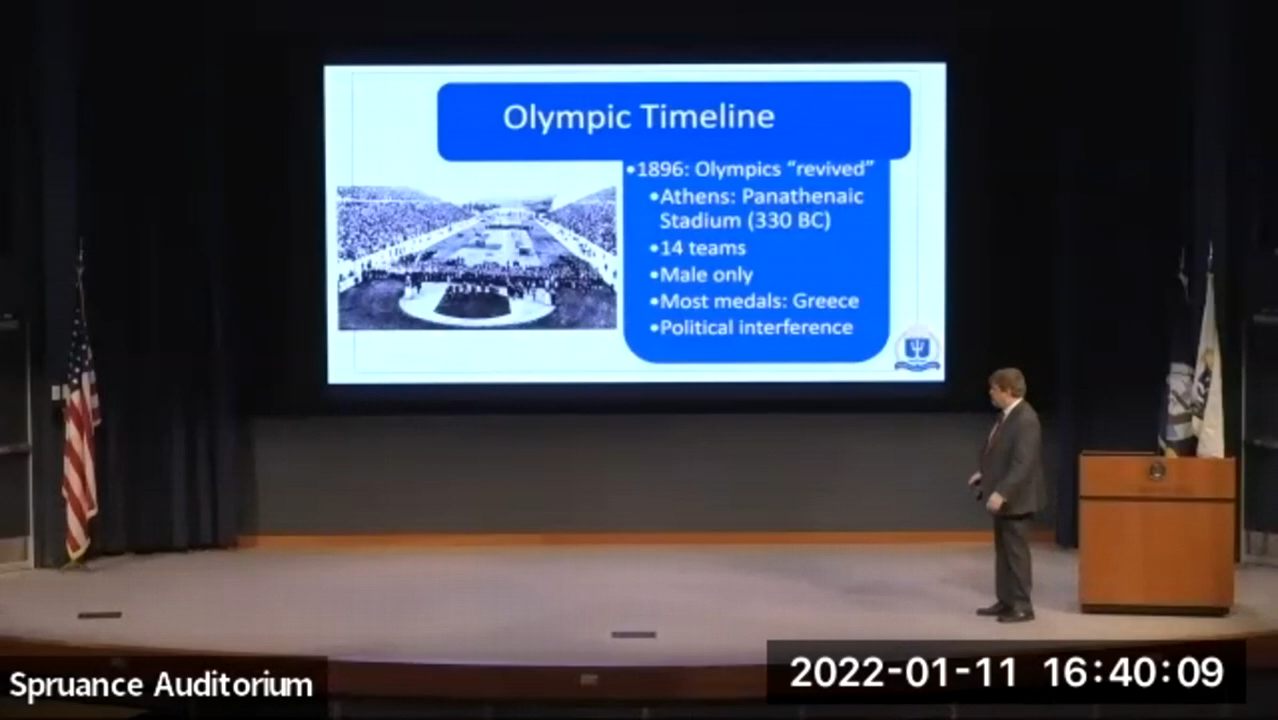 Olympic Timeline
•1896: Olympics “revived”
•Athens: Panathenaic
Stadium (330 BC)
•14 teams
•Male only
•Most medals: Greece
•Political interference
Spruance Auditorium
2022-01-11 16:40:09